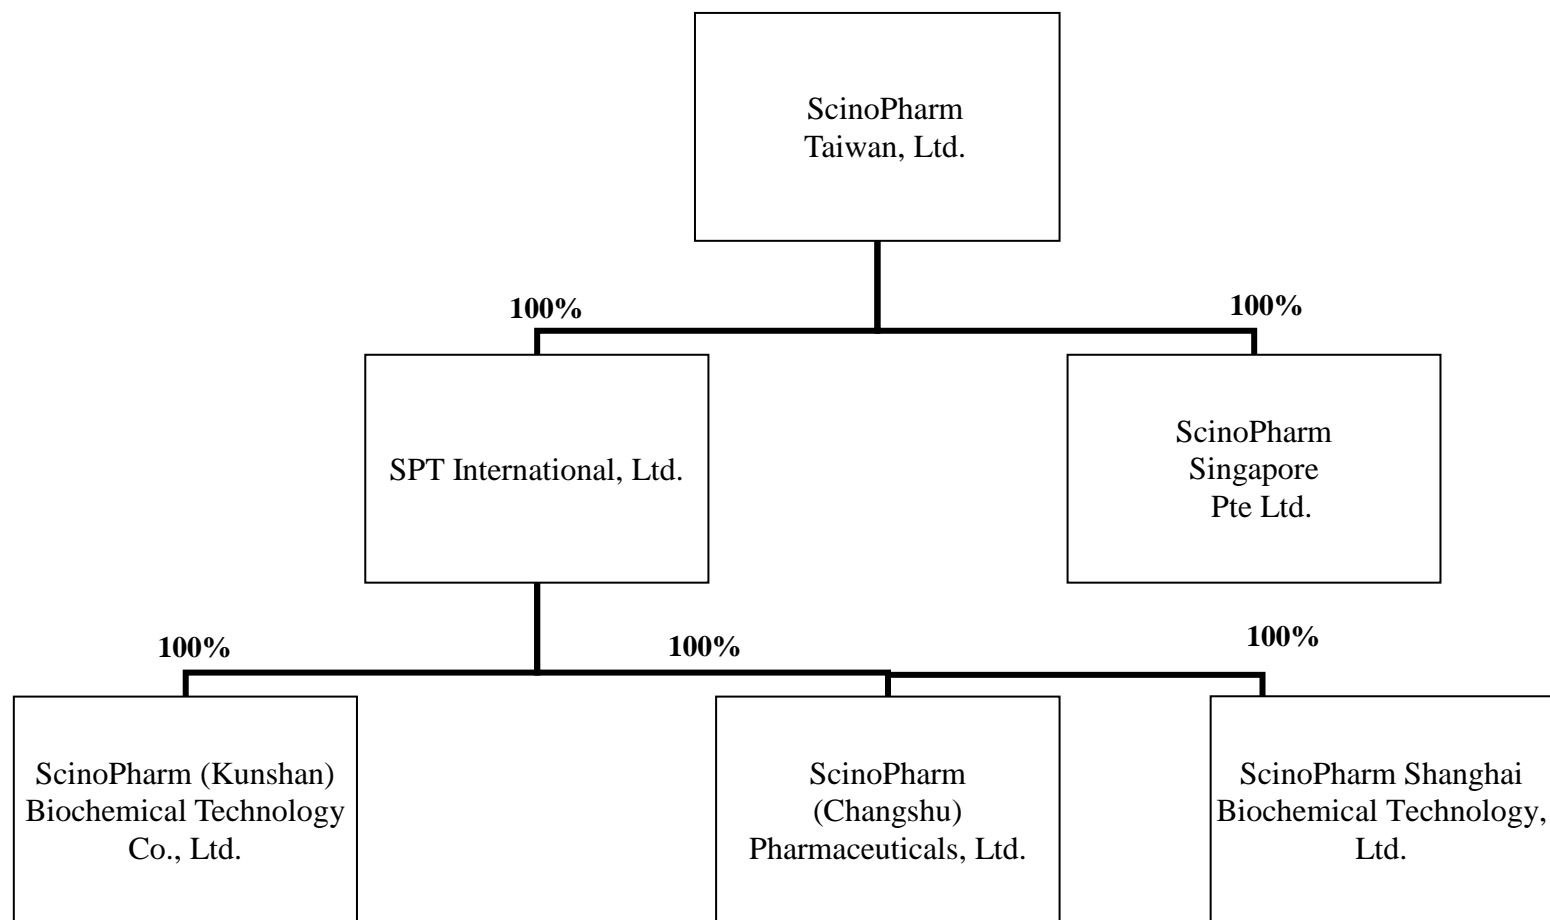 ScinoPharm
Taiwan, Ltd.
100%
100%
SPT International, Ltd.
ScinoPharm
Singapore
Pte Ltd.
100%
100%
100%
ScinoPharm (Kunshan)
Biochemical Technology
Co., Ltd.
ScinoPharm
(Changshu)
Pharmaceuticals, Ltd.
ScinoPharm Shanghai
Biochemical Technology,
Ltd.